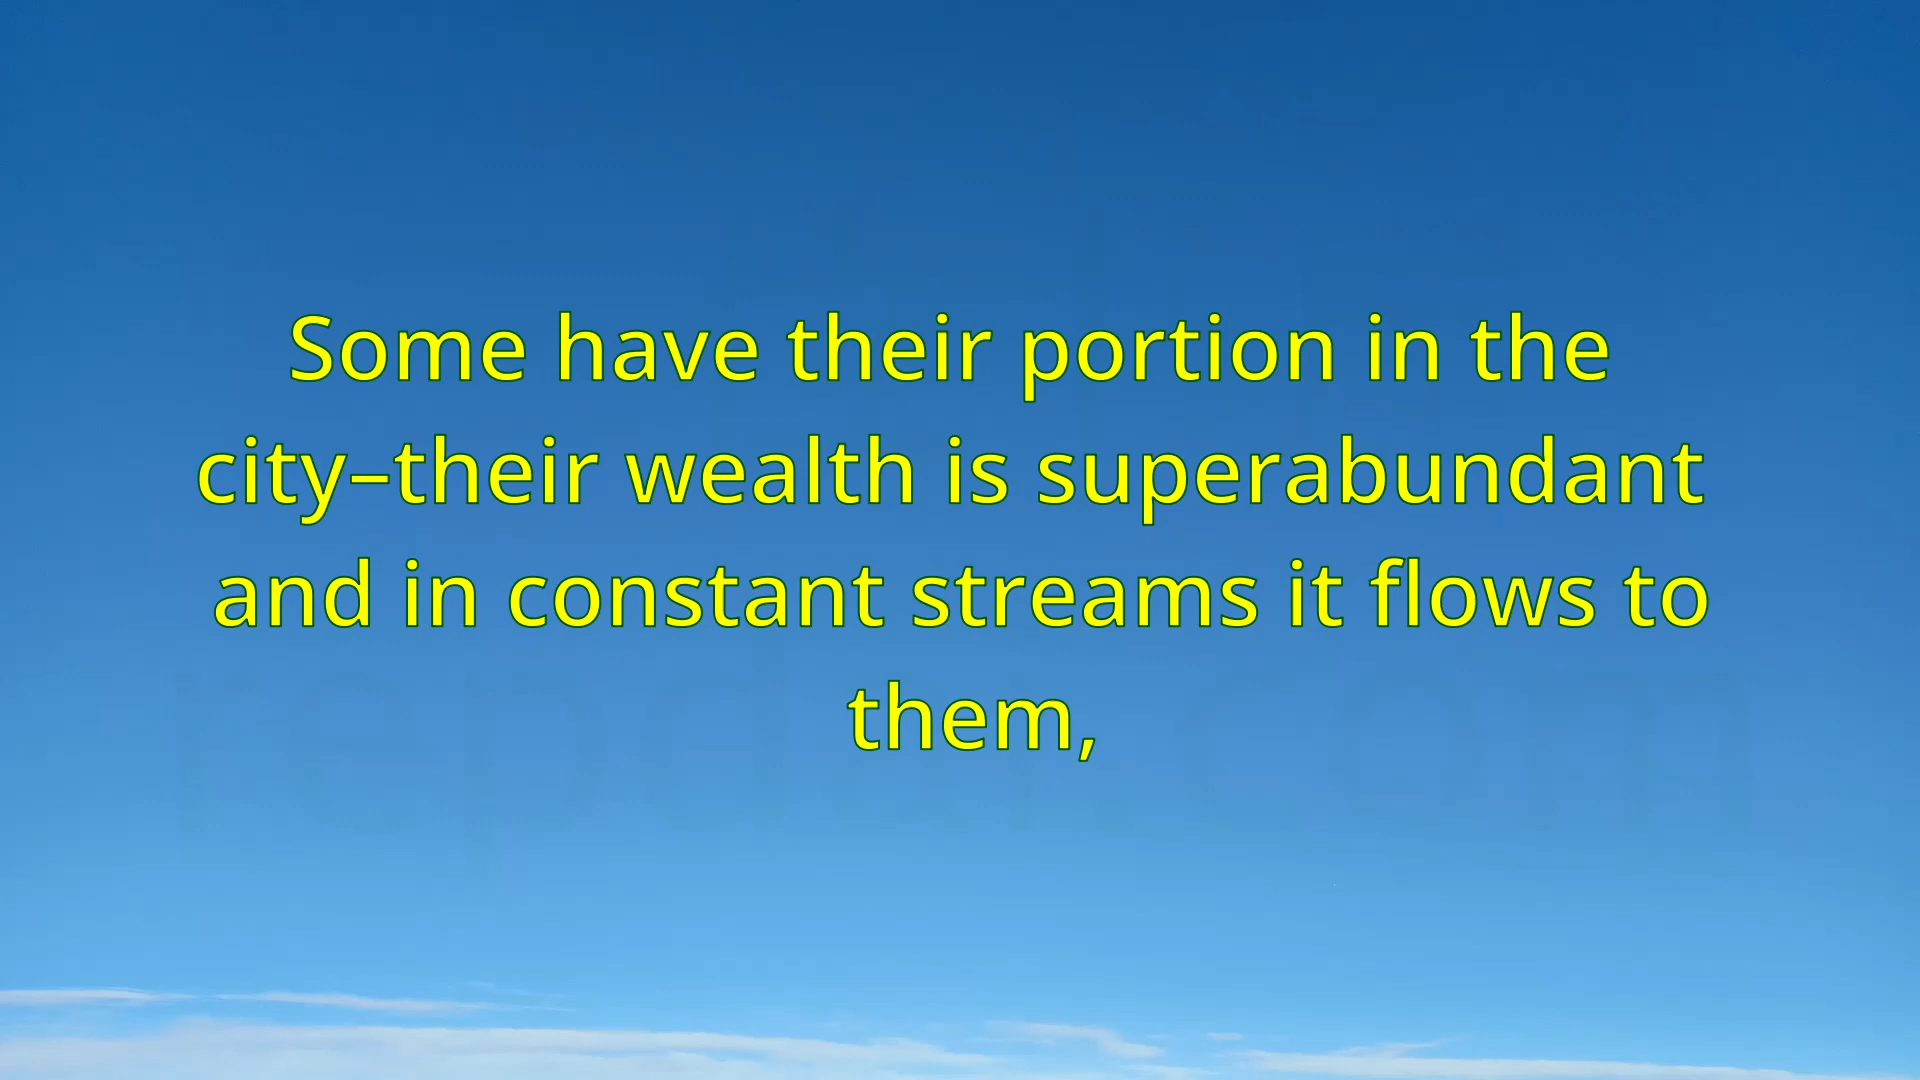 Some have their portion in the
city–their wealth is superabundant
and in constant streams it flows to
them,